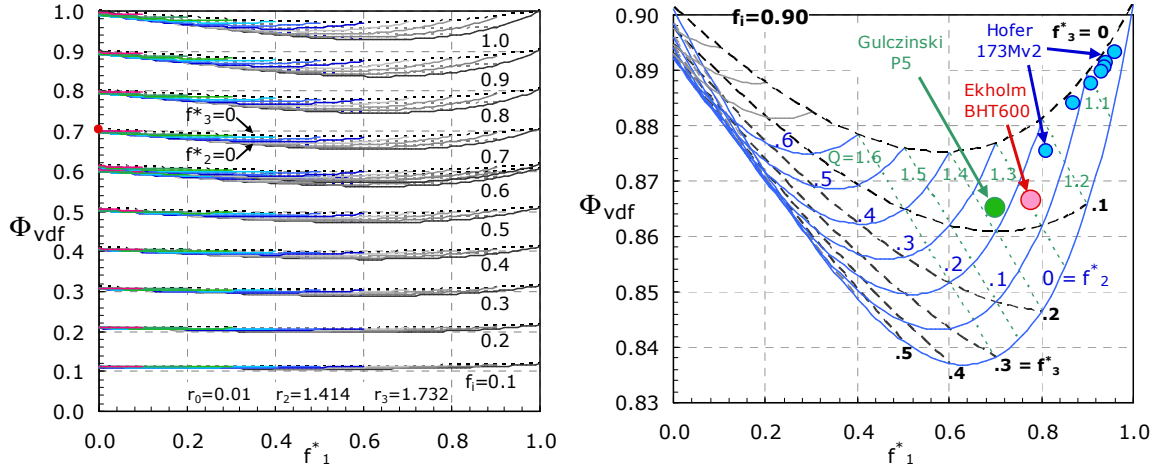 1.0
0.9
0.8
0.7
0.6
0.5
0.4
0.3
0.2
0.1
0.0
Φvdf
f*3=0
f*2=0
1.0
0.9
0.8
0.7
0.6
0.5
0.4
0.3
0.2
fi=0.1
r0=0.01 r2=1.414 r3=1.732
0.0 0.2 0.4 0.6 0.8 1.0
f*1
0.90
0.89
0.88
0.87
0.86
0.85
0.84
0.83
Φvdf
fi=0.90
f*3= 0
Gulczinski
P5
Hofer
173Mv2
Ekholm
BHT600
1.1
.6
Q=1.6
1.5
1.4
1.3
1.2
.5
.4
.3
.2
.1
0 = f*2
.1
.2
.3 = f*3
.4
.5
0.0 0.2 0.4 0.6 0.8 1.0
f*1